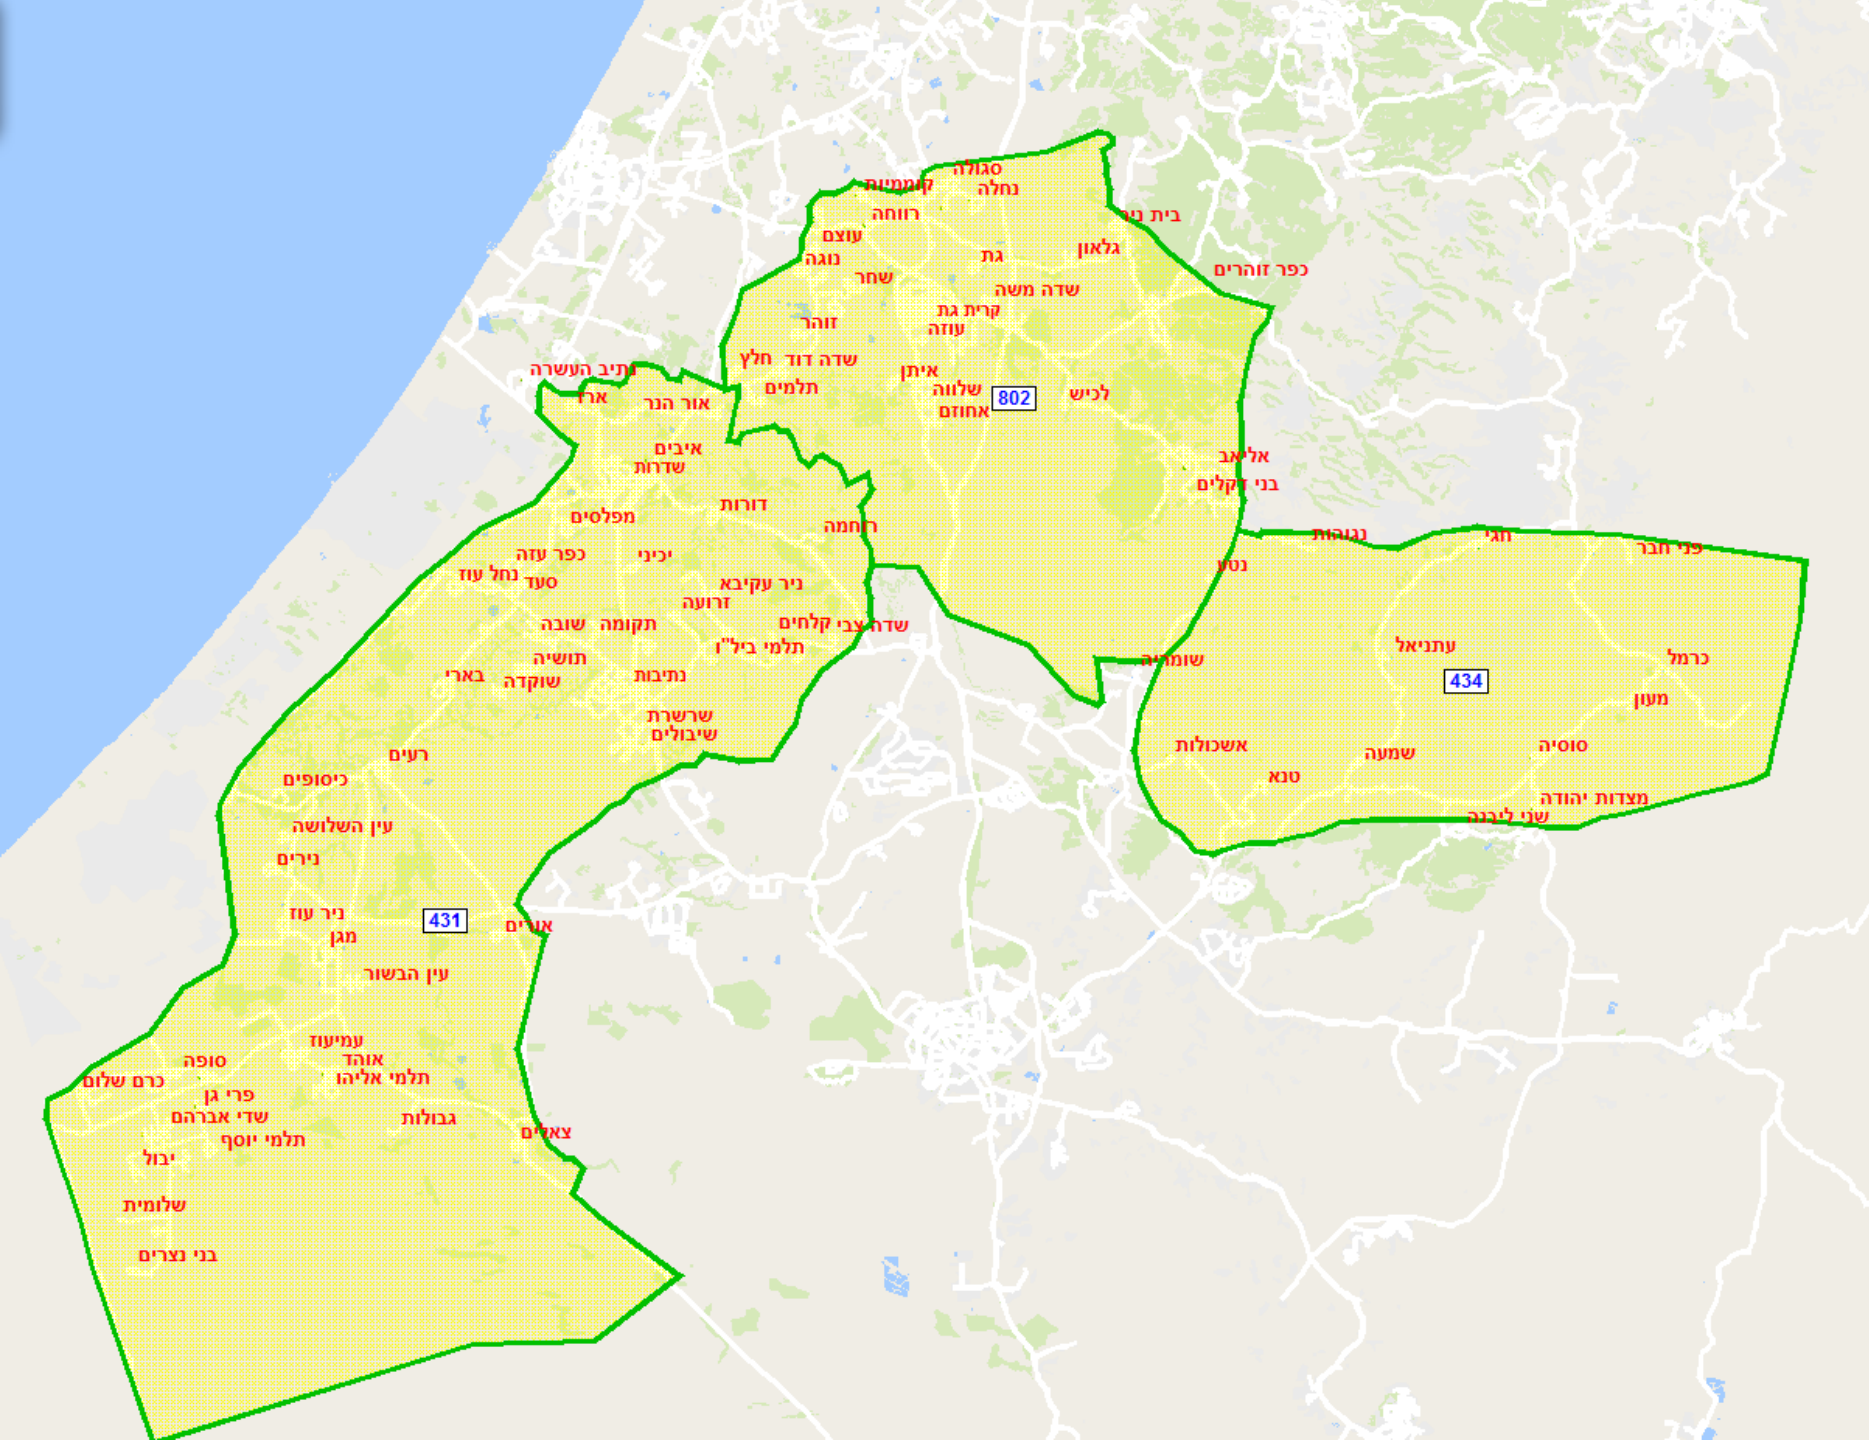 סגולה
קוממיות
נחלה
רווחה
בית ניר
עוצם
גלאון
גת
נוגה
כפר זוהרים
שחר
שדה משה
קרית גת
זוהר
עוזה
חלץ
שדה דוד
נתיב העשרה
איתן
תלמים
שלווה
לכיש
802
ארז
אור הנר
אחוזם
איבים
אליאב
שדרות
בני דקלים
דורות
מפלסים
רוחמה
נגוהות
חגי
פני חבר
כפר עזה
יכיני
נטע
נחל עוז
סעד
ניר עקיבא
זרועה
שובה
תקומה
קלחים
שדה צבי
תלמי ביל"ו
עתניאל
תושיה
שומריה
כרמל
בארי
שוקדה
נתיבות
434
מעון
שרשרת
שיבולים
אשכולות
סוסיה
רעים
שמעה
כיסופים
טנא
מצדות יהודה
שני ליבנה
עין השלושה
נירים
ניר עוז
431
אורים
מגן
עין הבשור
עמיעוז
אוהד
סופה
תלמי אליהו
כרם שלום
פרי גן
שדי אברהם
גבולות
צאלים
תלמי יוסף
יבול
שלומית
בני נצרים